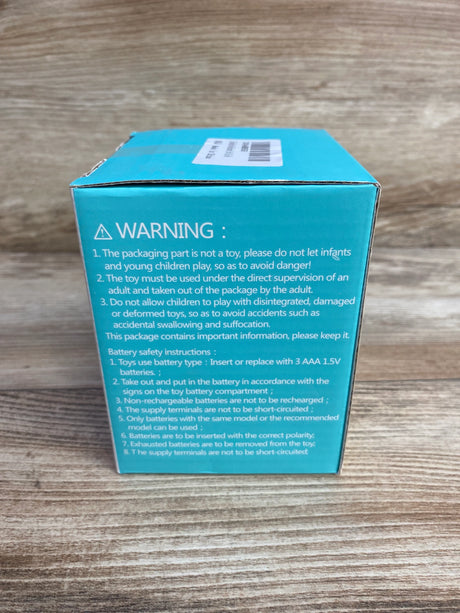 ⚠ WARNING：
1. The packaging part is not a toy, please do not let infants
and young children play, so as to avoid danger!
2. The toy must be used under the direct supervision of an
adult and taken out of the package by the adult.
3. Do not allow children to play with disintegrated, damaged
or deformed toys, so as to avoid accidents such as
accidental swallowing and suffocation.
This package contains important information, please keep it.
Battery safety instructions：
1. Toys use battery type：Insert or replace with 3 AAA 1.5V
batteries；
2. Take out and put in the battery in accordance with the
signs on the toy battery compartment；
3. Non-rechargeable batteries are not to be rechearged；
4. The supply terminals are not to be short-circuited；
5. Only batteries with the same model or the recommended
model can be used；
6. Batteries are to be inserted with the correct polarity;
7. Exhausted batteries are to be removed from the toy;
8. T he supply terminals are not to be short-circuited;